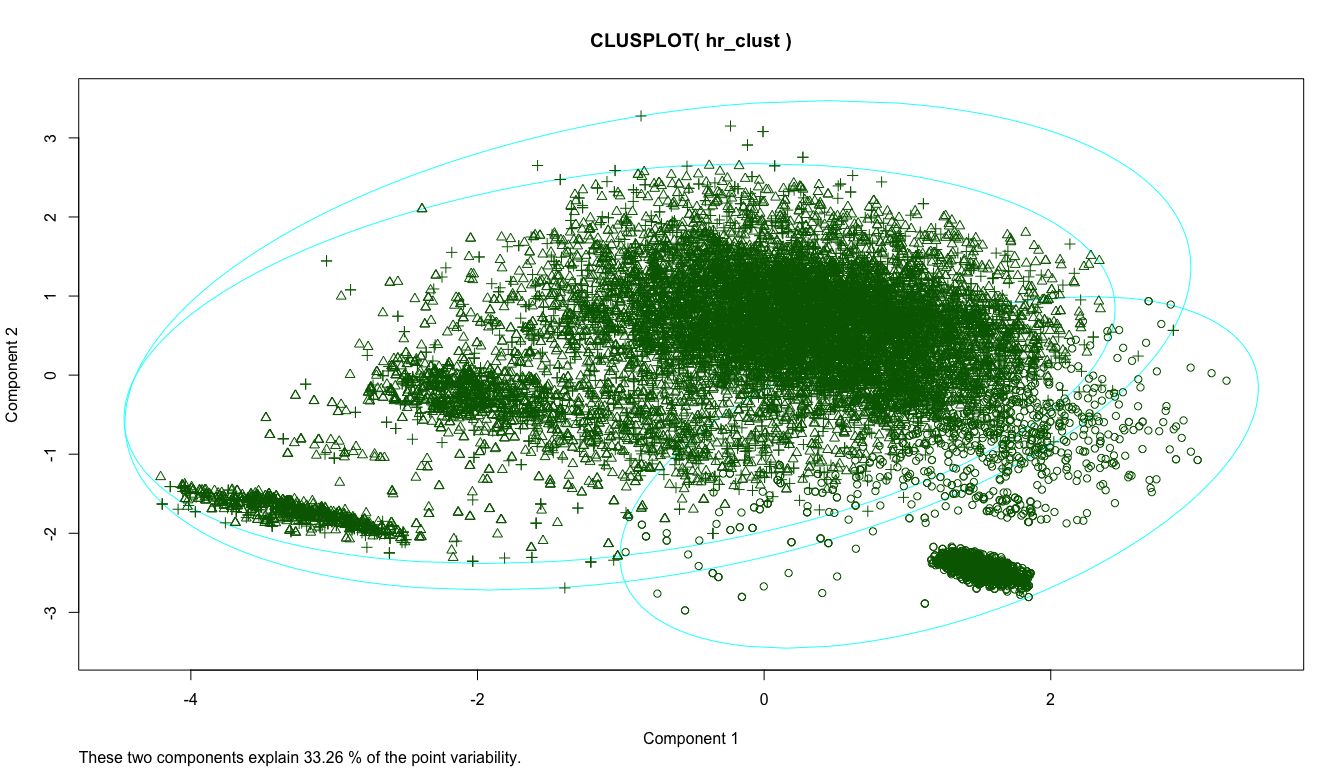 CLUSPLOT( hr_clust )
3
2
1
0
-1
-2
-3
Component 2
-4 -2 0 2
Component 1
These two components explain 33.26 % of the point variability.